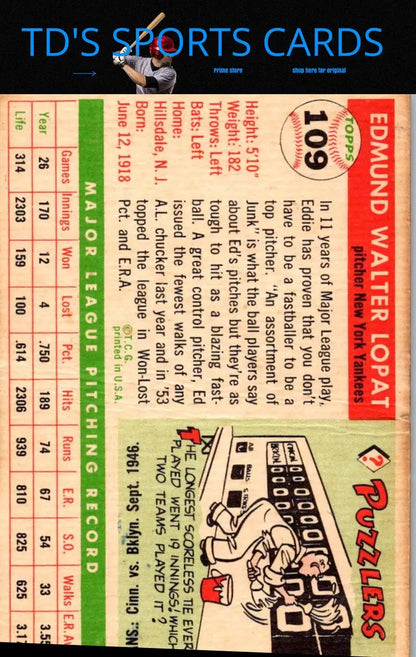 TD'S SPORTS CARDS
Prime store
shop here for original
TOPPS
109
EDMUND WALTER LOPAT
pitcher New York Yankees
Height: 5'10"
Weight: 182
Throws: Left
Bats: Left
Home:
Hillsdale, N. J.
Born:
June 12, 1918
In 11 years of Major League play,
Eddie has proven that you don't
have to be a fastballer to be a
top pitcher. "An assortment of
Junk" is what the ball players say
about Ed's pitches but they're as
tough to hit as a blazing fast-
ball. A great control pitcher, Ed
issued the fewest walks of any
A.L. chucker last year and in '53
topped the league in Won-Lost
Pct. and E.R.A.
©T. C. G.
printed in U.S.A.
? PUZZLERS
THE LONGEST SCORELESS TIE EVER
PLAYED WENT 19 INNINGS! WHICH
TWO TEAMS PLAYED IT?
NS: Cinn. v's. Bklyn. Sept. 1946.
MAJOR LEAGUE PITCHING RECORD
Games Innings Won Lost Pct. Hits Runs E.R. S.O. Walks E.R. Av
Year 26 170 12 4 .750 189 74 67 54 33 3.55
Life 314 2303 159 100 .614 2306 939 810 825 625 3.17